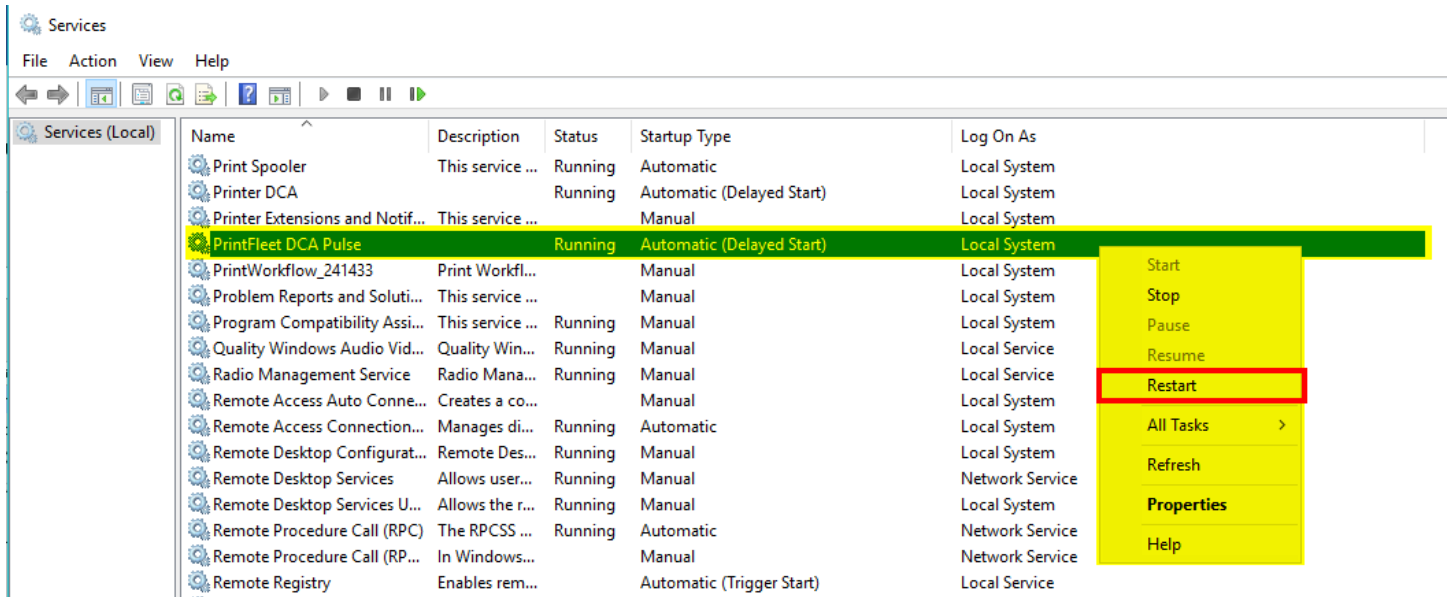 Services
File Action View Help
Services (Local)
Name Description Status Startup Type Log On As
Print Spooler This service ... Running Automatic Local System
Printer DCA Running Automatic (Delayed Start) Local System
Printer Extensions and Notif... This service ... Manual Local System
PrintFleet DCA Pulse Running Automatic (Delayed Start) Local System
PrintWorkflow_241433 Print Workfl... Manual Local System
Problem Reports and Soluti... This service ... Manual Local System
Program Compatibility Assi... This service ... Running Manual Local System
Quality Windows Audio Vid... Quality Win... Running Manual Local Service
Radio Management Service Radio Mana... Running Manual Local Service
Remote Access Auto Conne... Creates a co... Manual Local System
Remote Access Connection... Manages di... Running Automatic Local System
Remote Desktop Configurat... Remote Des... Running Manual Local System
Remote Desktop Services Allows user... Running Manual Network Service
Remote Desktop Services U... Allows the r... Running Manual Local System
Remote Procedure Call (RPC) The RPCSS ... Running Automatic Network Service
Remote Procedure Call (RP... In Windows... Manual Network Service
Remote Registry Enables rem... Automatic (Trigger Start) Local Service
Start
Stop
Pause
Resume
Restart
All Tasks
Refresh
Properties
Help